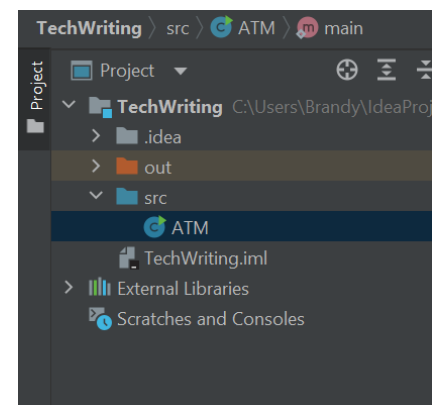 TechWriting 〉 src 〉 ATM 〉 main
Project
Project
TechWriting C:\Users\Brandy\IdeaProj
.idea
out
src
ATM
TechWriting.iml
External Libraries
Scratches and Consoles